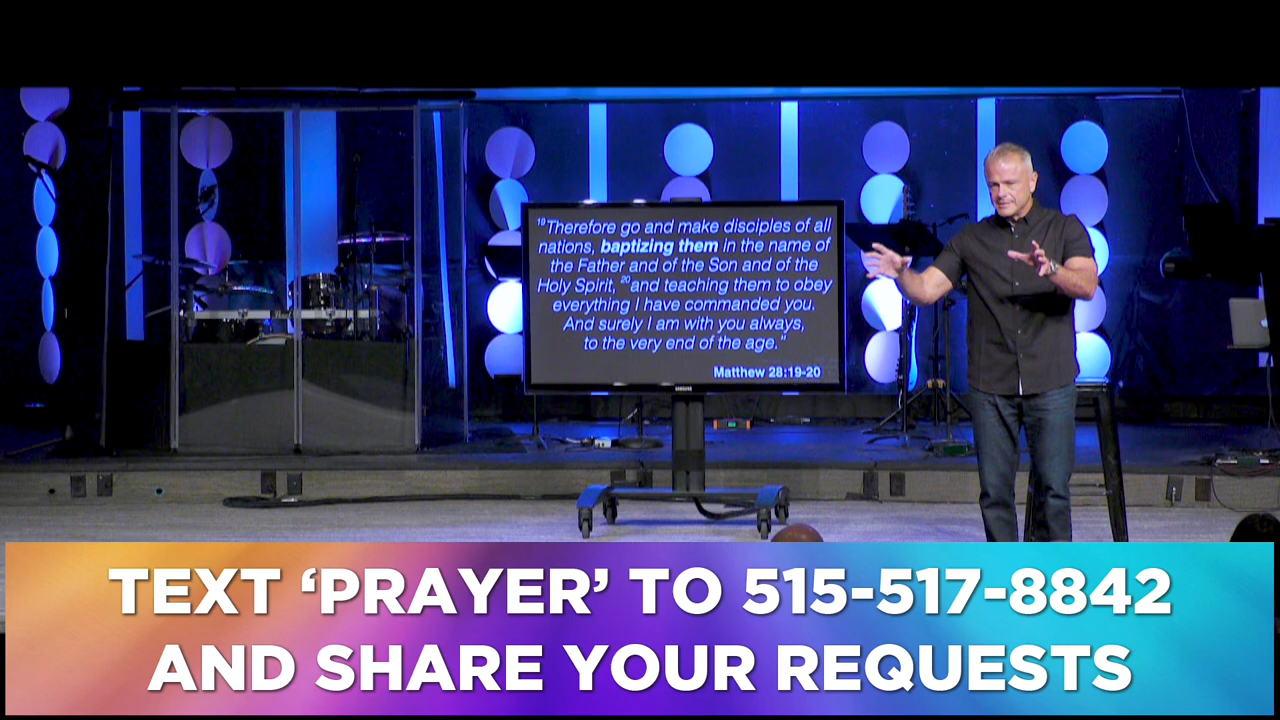 ¹⁹Therefore go and make disciples of all
nations, baptizing them in the name of
the Father and of the Son and of the
Holy Spirit, ²⁰and teaching them to obey
everything I have commanded you.
And surely I am with you always,
to the very end of the age.”
Matthew 28:19-20
SAMSUNG
TEXT ‘PRAYER’ TO 515-517-8842
AND SHARE YOUR REQUESTS